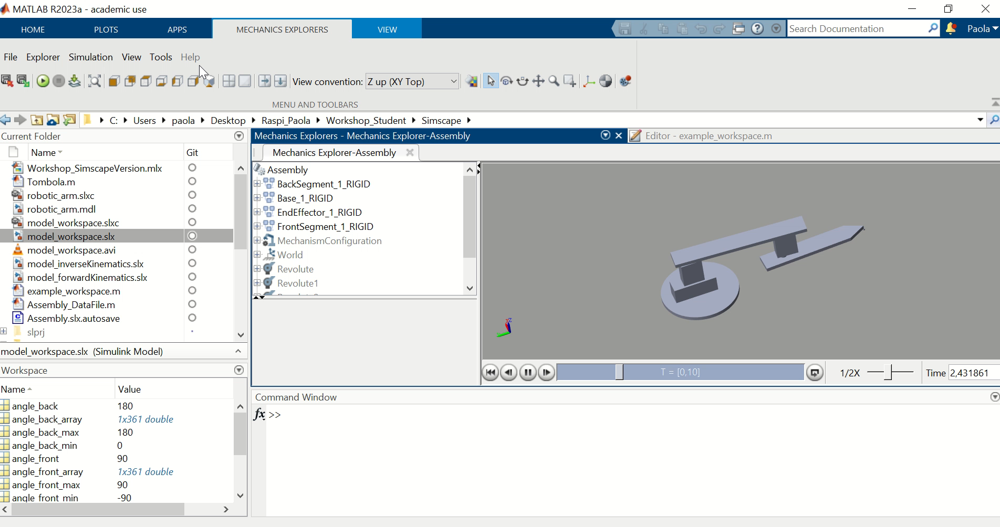 MATLAB R2023a - academic use
HOME PLOTS APPS MECHANICS EXPLORERS VIEW Search Documentation Paola
File Explorer Simulation View Tools Help
View convention: Z up (XY Top)
MENU AND TOOLBARS
C: Users paola Desktop Raspi_Paola Workshop_Student Simscape
Current Folder
Name Git
Workshop_SimscapeVersion.mlx
Tombola.m
robotic_arm.slxc
robotic_arm.mdl
model_workspace.slxc
model_workspace.slx
model_workspace.avi
model_inverseKinematics.slx
model_forwardKinematics.slx
example_workspace.m
Assembly_DataFile.m
Assembly.slx.autosave
slprj
model_workspace.slx (Simulink Model)
Workspace
Name Value
angle_back 180
angle_back_array 1x361 double
angle_back_max 180
angle_back_min 0
angle_front 90
angle_front_array 1x361 double
angle_front_max 90
angle_front_min -90
Mechanics Explorers - Mechanics Explorer-Assembly
Editor - example_workspace.m
Mechanics Explorer-Assembly
Assembly
BackSegment_1_RIGID
Base_1_RIGID
EndEffector_1_RIGID
FrontSegment_1_RIGID
MechanismConfiguration
World
Revolute
Revolute1
Z
T = [0,10]
1/2X
Time 2,431861
Command Window
fx >>